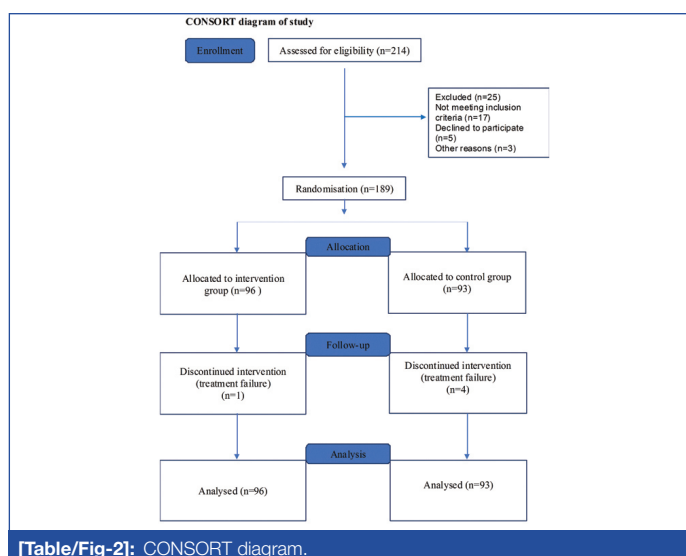 CONSORT diagram of study
Enrollment
Assessed for eligibility (n=214)
Excluded (n=25)
Not meeting inclusion
criteria (n=17)
Declined to participate
(n=5)
Other reasons (n=3)
Randomisation (n=189)
Allocation
Allocated to intervention
group (n=96 )
Allocated to control group
(n=93)
Follow-up
Discontinued intervention
(treatment failure)
(n=1)
Discontinued intervention
(treatment failure)
(n=4)
Analysis
Analysed (n=96)
Analysed (n=93)
[Table/Fig-2]: CONSORT diagram.